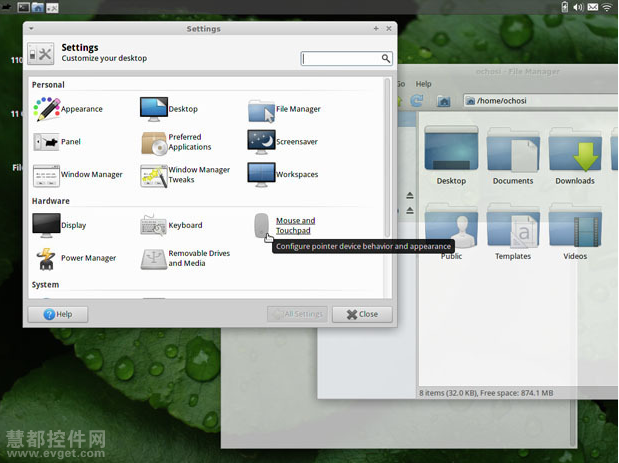 Settings
Settings
Customize your desktop
Personal
Appearance
Desktop
File Manager
Panel
Preferred
Applications
Screensaver
Window Manager
Window Manager
Tweaks
Workspaces
Hardware
Display
Keyboard
Mouse and
Touchpad
Configure pointer device behavior and appearance
Power Manager
Removable Drives
and Media
System
Help
All Settings
Close
110
11 G
Fil
ochosi - File Manager
Go Help
/home/ochosi
Desktop
Documents
Downloads
Public
Templates
Videos
8 items (32.0 KB), Free space: 874.1 MB
慧都控件网
www.evget.com